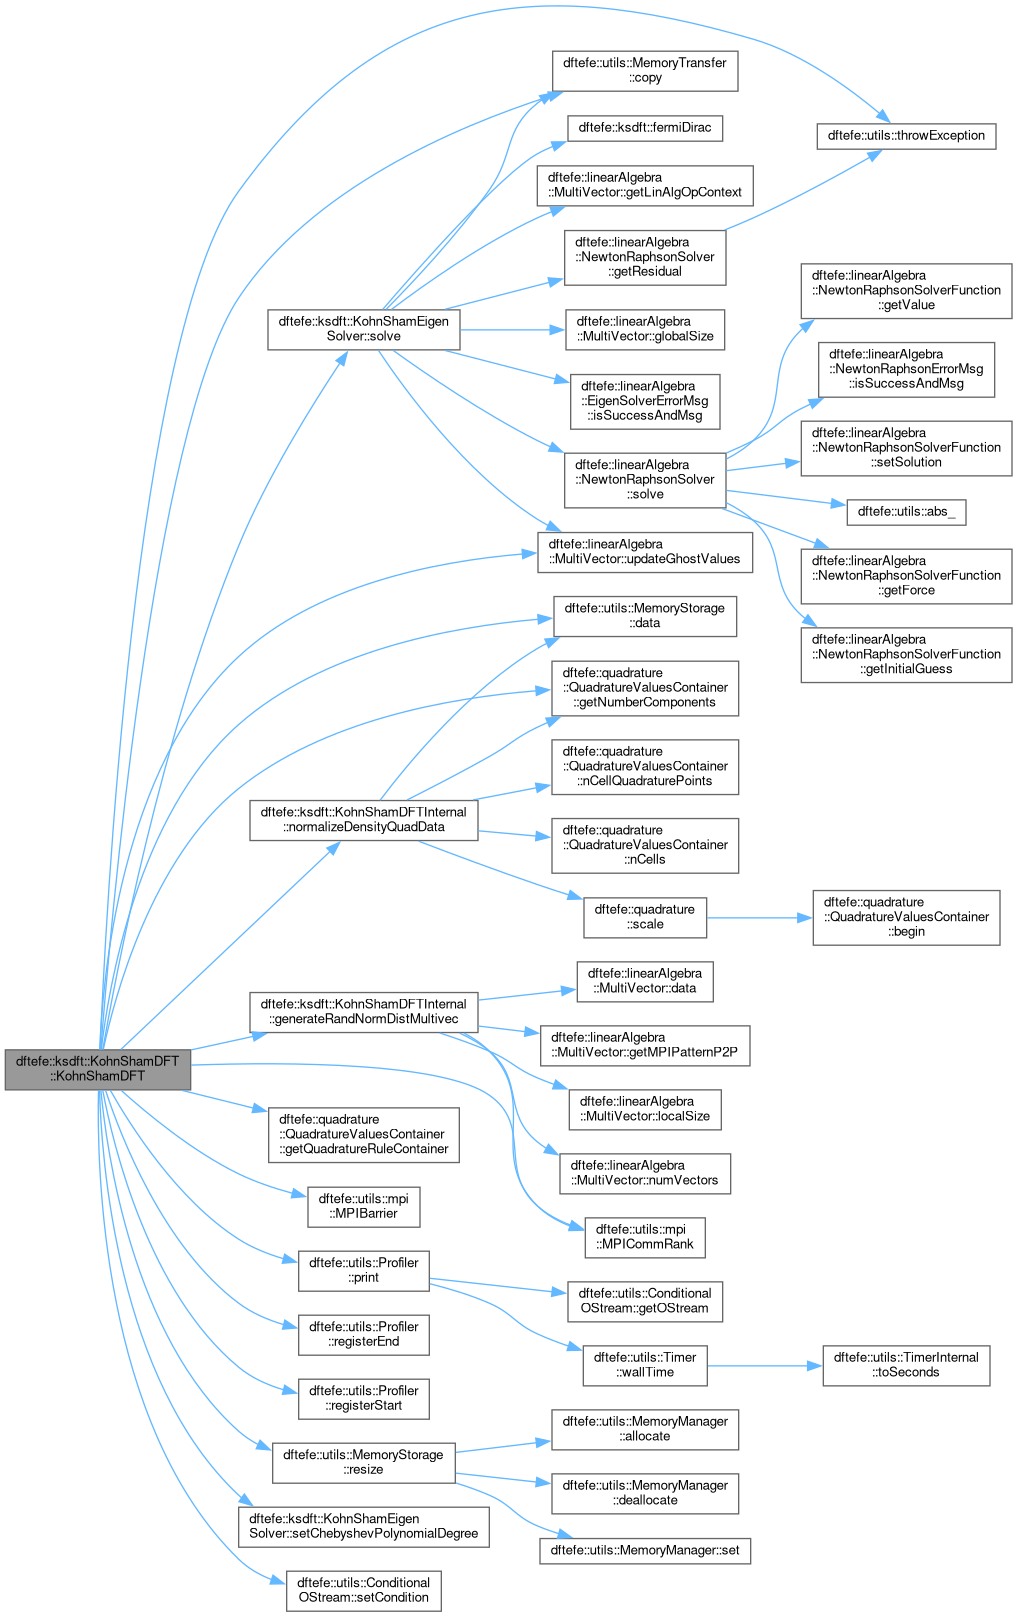 dftefe::utils::MemoryTransfer
::copy
dftefe::ksdft::fermiDirac
dftefe::utils::throwException
dftefe::linearAlgebra
::MultiVector::getLinAlgOpContext
dftefe::linearAlgebra
::NewtonRaphsonSolver
::getResidual
dftefe::linearAlgebra
::NewtonRaphsonSolverFunction
::getValue
dftefe::ksdft::KohnShamEigen
Solver::solve
dftefe::linearAlgebra
::MultiVector::globalSize
dftefe::linearAlgebra
::NewtonRaphsonErrorMsg
::isSuccessAndMsg
dftefe::linearAlgebra
::EigenSolverErrorMsg
::isSuccessAndMsg
dftefe::linearAlgebra
::NewtonRaphsonSolverFunction
::setSolution
dftefe::linearAlgebra
::NewtonRaphsonSolver
::solve
dftefe::utils::abs_
dftefe::linearAlgebra
::MultiVector::updateGhostValues
dftefe::linearAlgebra
::NewtonRaphsonSolverFunction
::getForce
dftefe::utils::MemoryStorage
::data
dftefe::linearAlgebra
::NewtonRaphsonSolverFunction
::getInitialGuess
dftefe::quadrature
::QuadratureValuesContainer
::getNumberComponents
dftefe::quadrature
::QuadratureValuesContainer
::nCellQuadraturePoints
dftefe::ksdft::KohnShamDFTInternal
::normalizeDensityQuadData
dftefe::quadrature
::QuadratureValuesContainer
::nCells
dftefe::quadrature
::scale
dftefe::quadrature
::QuadratureValuesContainer
::begin
dftefe::linearAlgebra
::MultiVector::data
dftefe::ksdft::KohnShamDFTInternal
::generateRandNormDistMultivec
dftefe::linearAlgebra
::MultiVector::getMPIPatternP2P
dftefe::ksdft::KohnShamDFT
::KohnShamDFT
dftefe::linearAlgebra
::MultiVector::localSize
dftefe::quadrature
::QuadratureValuesContainer
::getQuadratureRuleContainer
dftefe::linearAlgebra
::MultiVector::numVectors
dftefe::utils::mpi
::MPIBarrier
dftefe::utils::mpi
::MPICommRank
dftefe::utils::Profiler
::print
dftefe::utils::Conditional
OStream::getOStream
dftefe::utils::Profiler
::registerEnd
dftefe::utils::Timer
::wallTime
dftefe::utils::TimerInternal
::toSeconds
dftefe::utils::Profiler
::registerStart
dftefe::utils::MemoryManager
::allocate
dftefe::utils::MemoryStorage
::resize
dftefe::utils::MemoryManager
::deallocate
dftefe::ksdft::KohnShamEigen
Solver::setChebyshevPolynomialDegree
dftefe::utils::MemoryManager::set
dftefe::utils::Conditional
OStream::setCondition